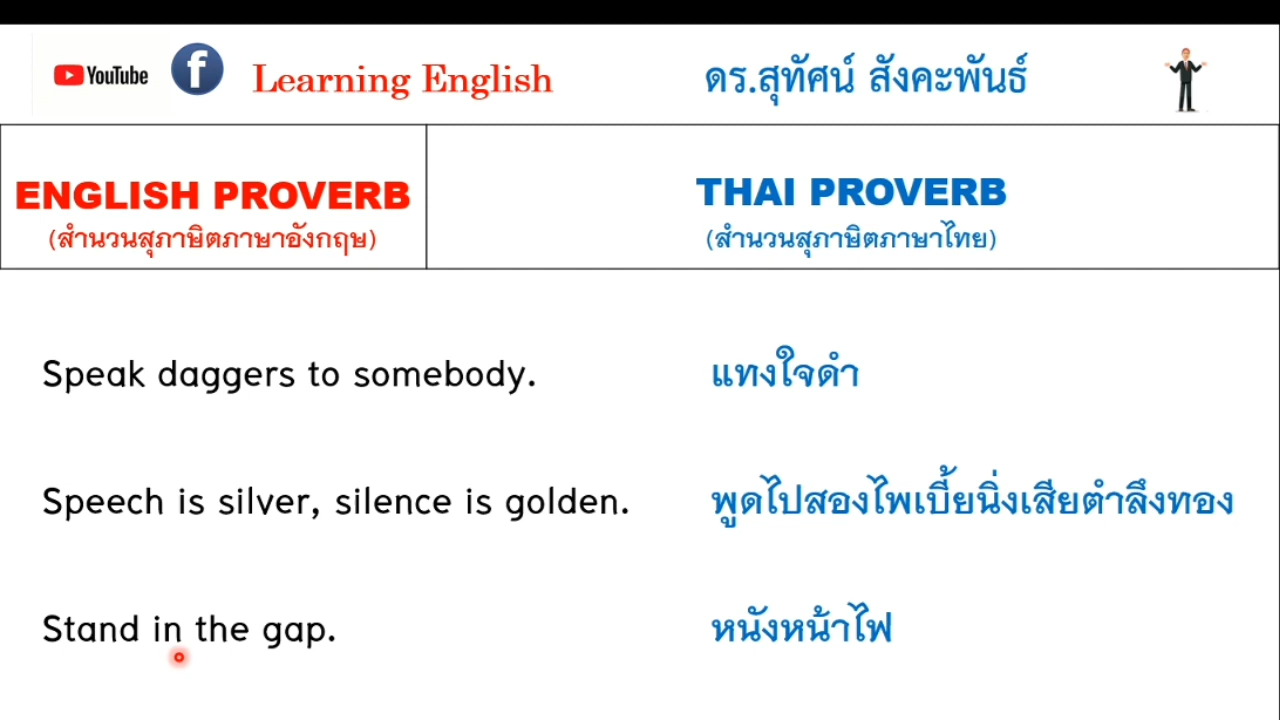 YouTube f Learning English ดร.สุทัศน์ สังคะพันธ์
ENGLISH PROVERB
(สำนวนสุภาษิตภาษาอังกฤษ)
THAI PROVERB
(สำนวนสุภาษิตภาษาไทย)
Speak daggers to somebody. แทงใจดำ
Speech is silver, silence is golden. พูดไปสองไพเบี้ยนิ่งเสียตำลึงทอง
Stand in the gap. หนังหน้าไฟ